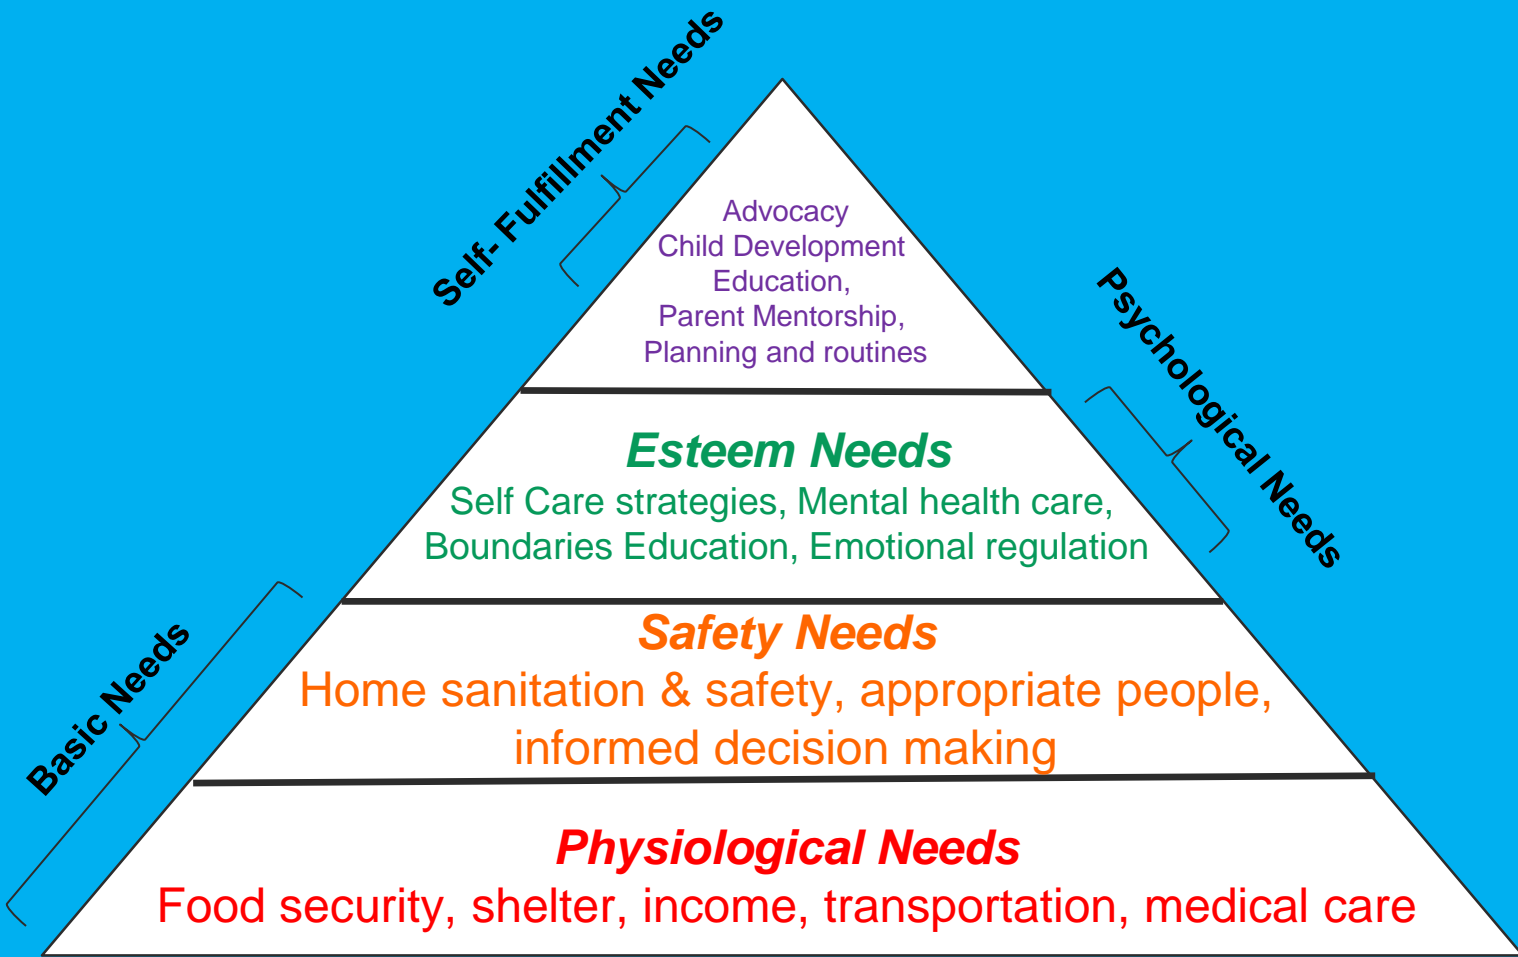 Self- Fulfillment Needs
Advocacy
Child Development
Education,
Parent Mentorship,
Planning and routines
Psychological Needs
Esteem Needs
Self Care strategies, Mental health care,
Boundaries Education, Emotional regulation
Basic Needs
Safety Needs
Home sanitation & safety, appropriate people,
informed decision making
Physiological Needs
Food security, shelter, income, transportation, medical care